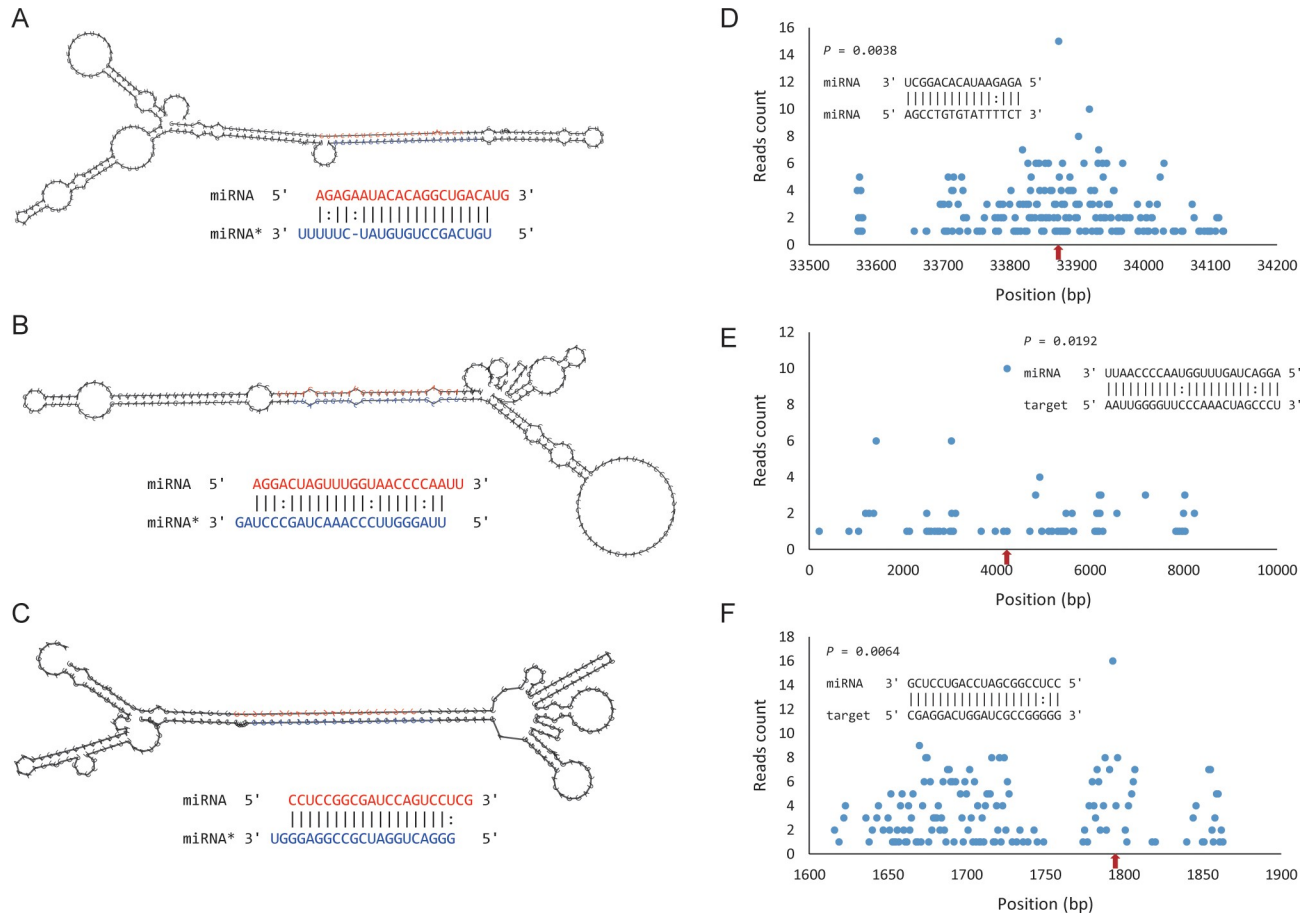 A
miRNA 5' AGAGAAUACACAGGCUGACAUG 3'
|:||:|||||||||||||||
miRNA* 3' UUUUUC-UAUGUGUCCGACUGU 5'
B
miRNA 5' AGGACUAGUUUGGUAACCCCAAUU 3'
|||:|||||||||:|||||:||
miRNA* 3' GAUCCCGAUCAAACCCUUGGGAUU 5'
C
miRNA 5' CCUCCGGCGAUCCAGUCCUCG 3'
||||||||||||||||||:
miRNA* 3' UGGGAGGCCGCUAGGUCAGGG 5'
D
Reads count
16
14
12
10
8
6
4
2
0
P = 0.0038
miRNA 3' UCGGACACAUAAGAGA 5'
||||||||||||:|||
miRNA 5' AGCCTGTGTATTTTCT 3'
33500 33600 33700 33800 33900 34000 34100 34200
Position (bp)
E
Reads count
12
10
8
6
4
2
0
P = 0.0192
miRNA 3' UUAACCCCAAUGGUUUGAUCAGGA 5'
||||||||||:||||||||||:|||
target 5' AAUUGGGGUUCCCAAACUAGCCCU 3'
0 2000 4000 6000 8000 10000
Position (bp)
F
Reads count
18
16
14
12
10
8
6
4
2
0
P = 0.0064
miRNA 3' GCUCCUGACCUAGCGGCCUCC 5'
||||||||||||||||||:||
target 5' CGAGGACUGGAUCGCCGGGGG 3'
1600 1650 1700 1750 1800 1850 1900
Position (bp)